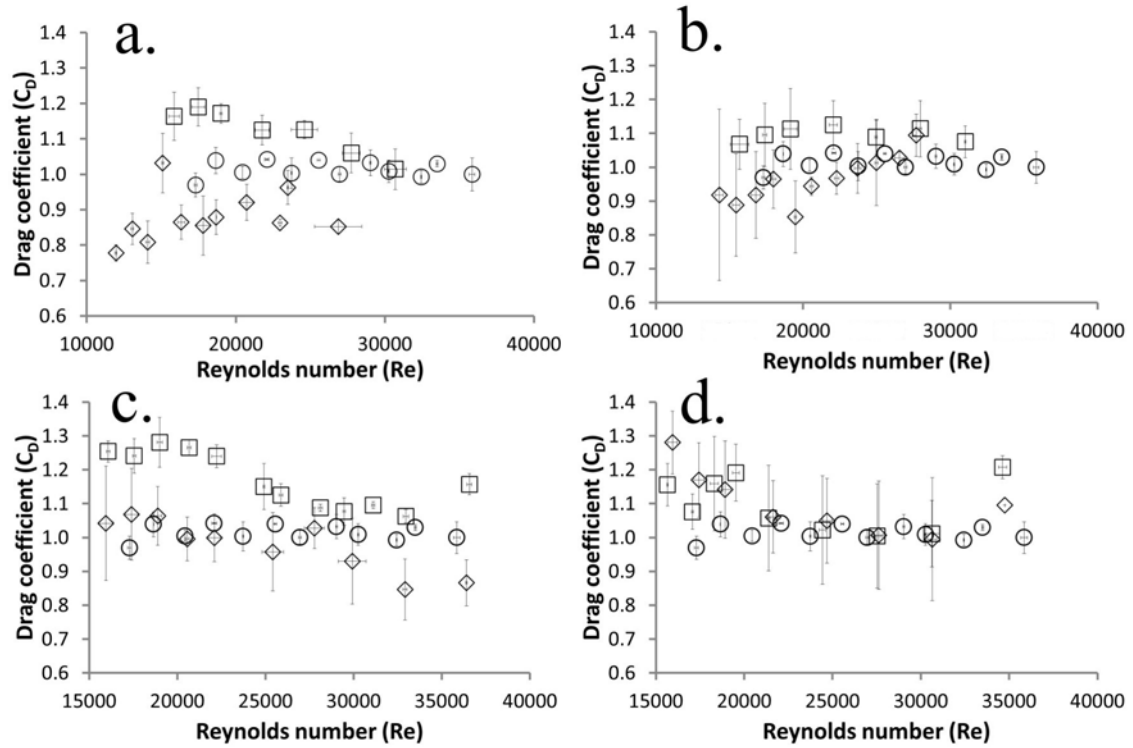 a.
1.4
1.3
1.2
1.1
1.0
0.9
0.8
0.7
0.6
Drag coefficient (C_D)
10000 20000 30000 40000
Reynolds number (Re)
b.
1.4
1.3
1.2
1.1
1.0
0.9
0.8
0.7
0.6
Drag coefficient (C_D)
10000 20000 30000 40000
Reynolds number (Re)
c.
1.4
1.3
1.2
1.1
1.0
0.9
0.8
0.7
0.6
Drag coefficient (C_D)
15000 20000 25000 30000 35000 40000
Reynolds number (Re)
d.
1.4
1.3
1.2
1.1
1.0
0.9
0.8
0.7
0.6
Drag coefficient (C_D)
15000 20000 25000 30000 35000 40000
Reynolds number (Re)